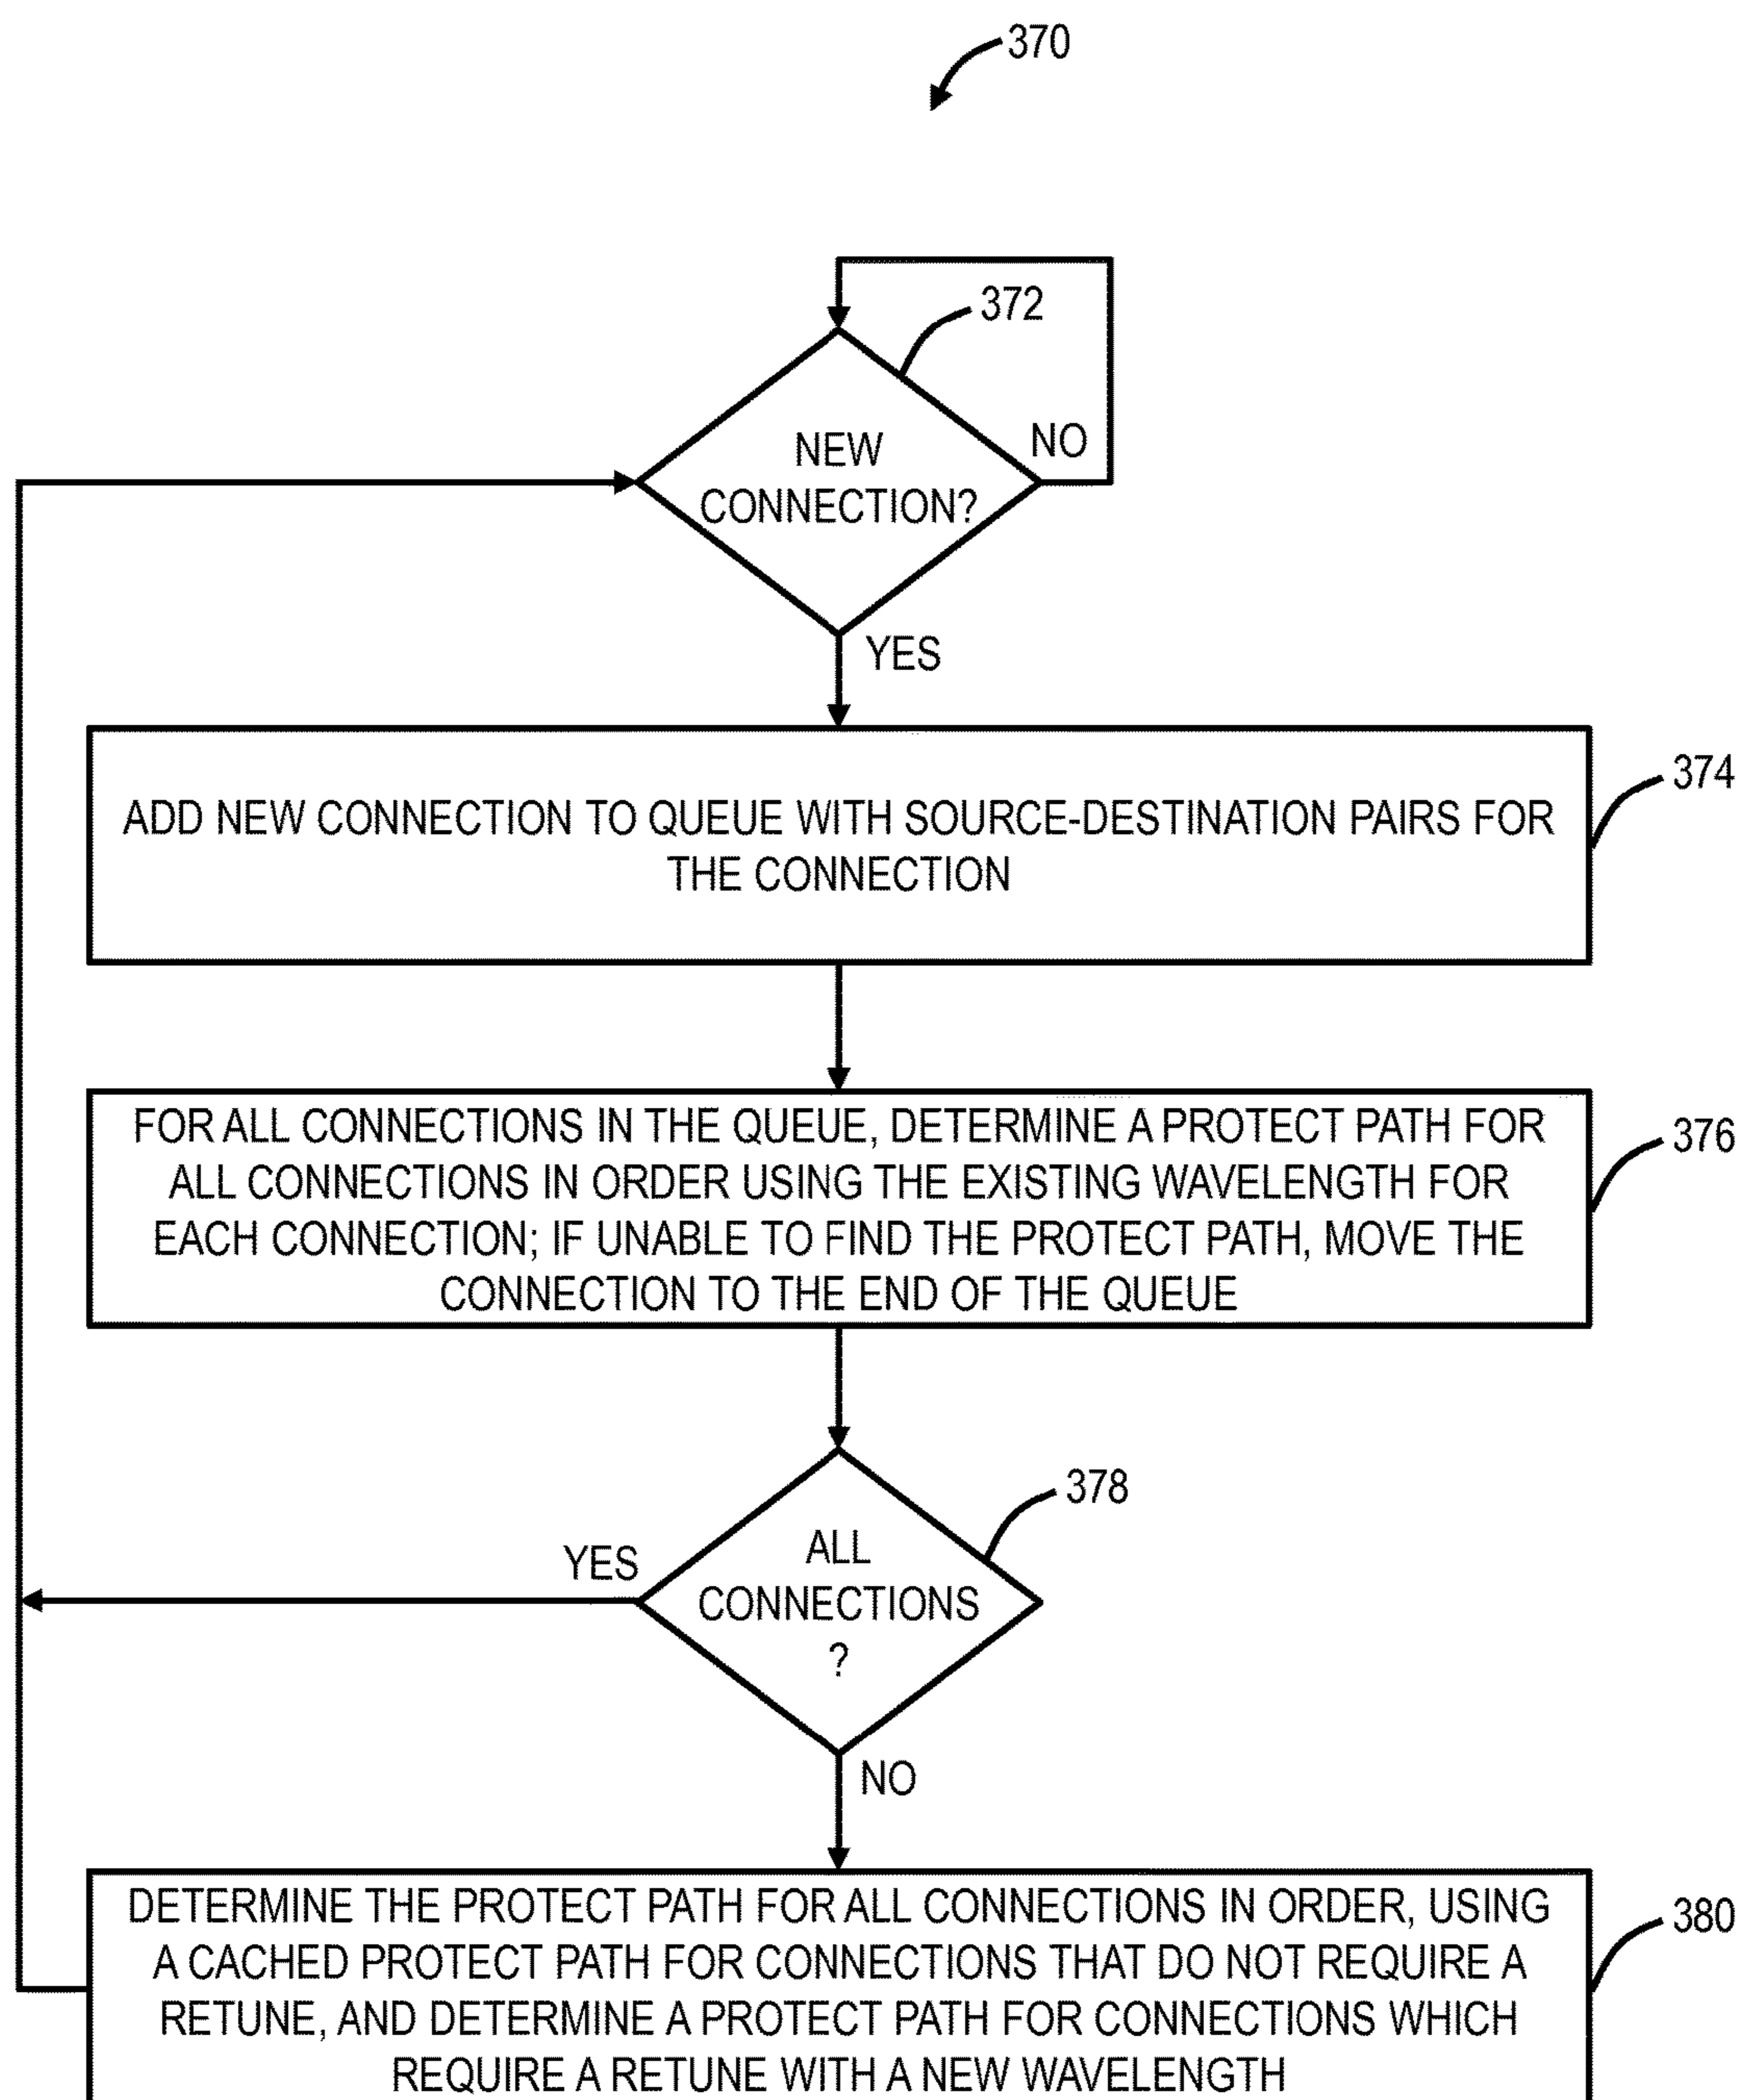 370
372
NEW
CONNECTION?
NO
YES
374
ADD NEW CONNECTION TO QUEUE WITH SOURCE-DESTINATION PAIRS FOR
THE CONNECTION
376
FOR ALL CONNECTIONS IN THE QUEUE, DETERMINE A PROTECT PATH FOR
ALL CONNECTIONS IN ORDER USING THE EXISTING WAVELENGTH FOR
EACH CONNECTION; IF UNABLE TO FIND THE PROTECT PATH, MOVE THE
CONNECTION TO THE END OF THE QUEUE
378
YES
ALL
CONNECTIONS
?
NO
380
DETERMINE THE PROTECT PATH FOR ALL CONNECTIONS IN ORDER, USING
A CACHED PROTECT PATH FOR CONNECTIONS THAT DO NOT REQUIRE A
RETUNE, AND DETERMINE A PROTECT PATH FOR CONNECTIONS WHICH
REQUIRE A RETUNE WITH A NEW WAVELENGTH